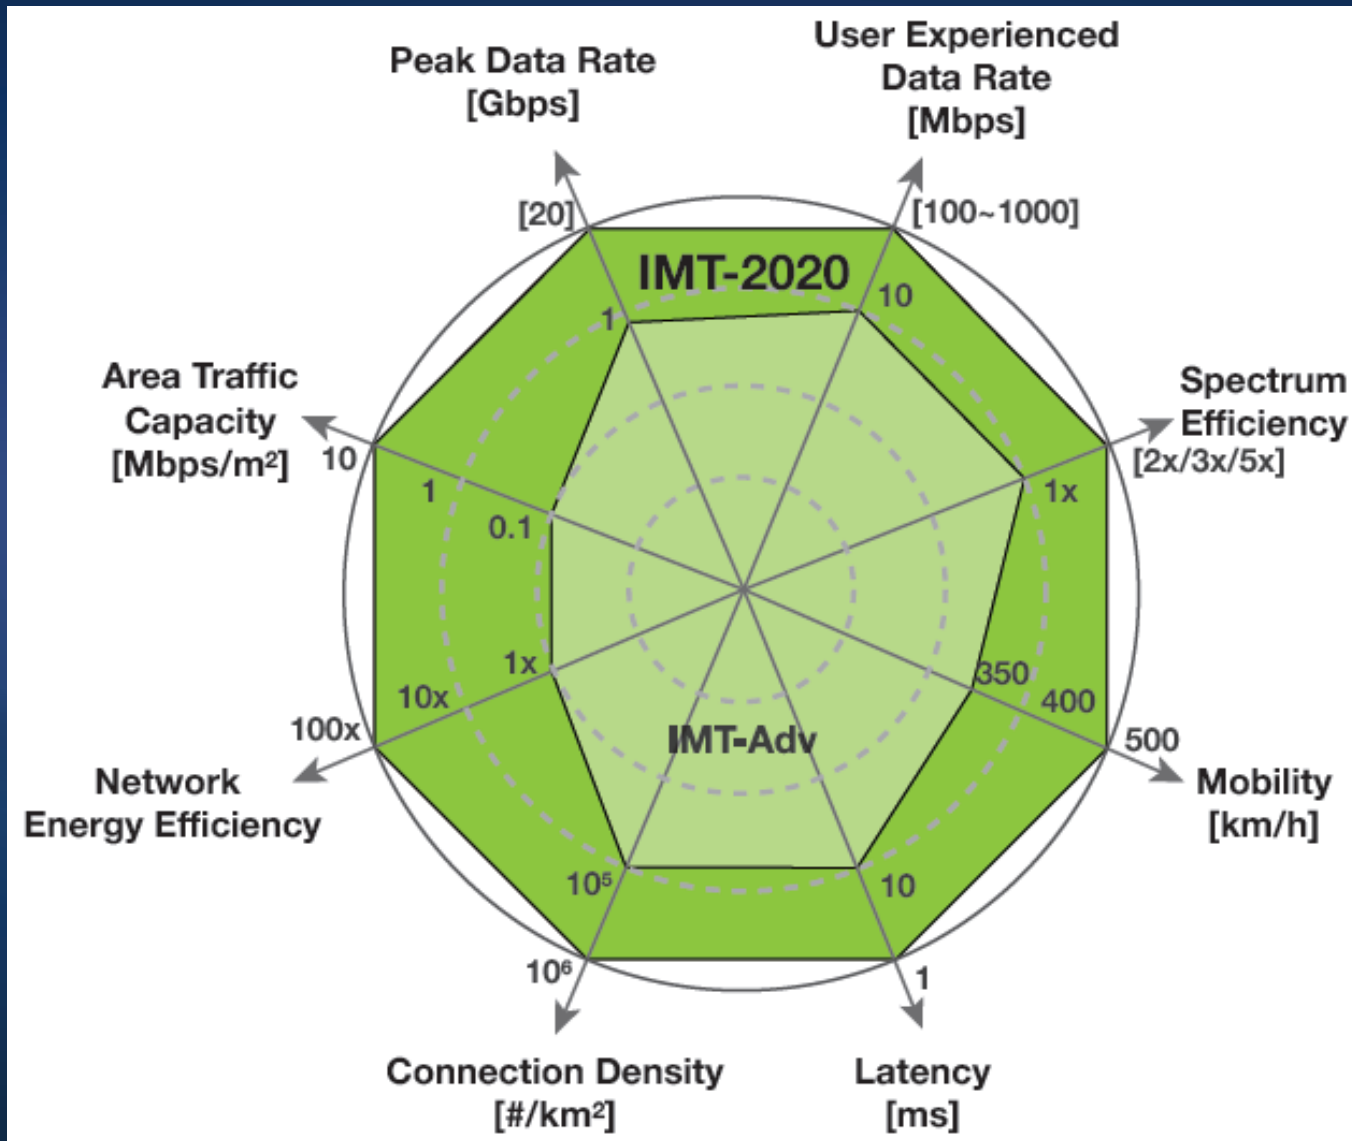 Peak Data Rate
[Gbps]
User Experienced
Data Rate
[Mbps]
[20]
[100~1000]
IMT-2020
1
10
Area Traffic
Capacity
[Mbps/m²]
Spectrum
Efficiency
[2x/3x/5x]
10
1
0.1
1x
1x
10x
100x
350
400
500
IMT-Adv
Network
Energy Efficiency
Mobility
[km/h]
10⁵
10
10⁶
1
Connection Density
[#/km²]
Latency
[ms]